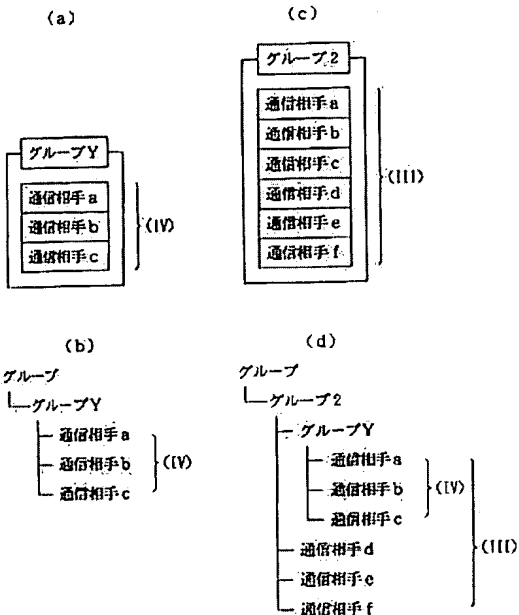 (a)
グループY
通信相手a
通信相手b
通信相手c
(IV)
(c)
グループ2
通信相手a
通信相手b
通信相手c
通信相手d
通信相手e
通信相手f
(III)
(b)
グループ
グループY
通信相手a
通信相手b
通信相手c
(IV)
(d)
グループ
グループ2
グループY
通信相手a
通信相手b
通信相手c
(IV)
通信相手d
通信相手e
通信相手f
(III)